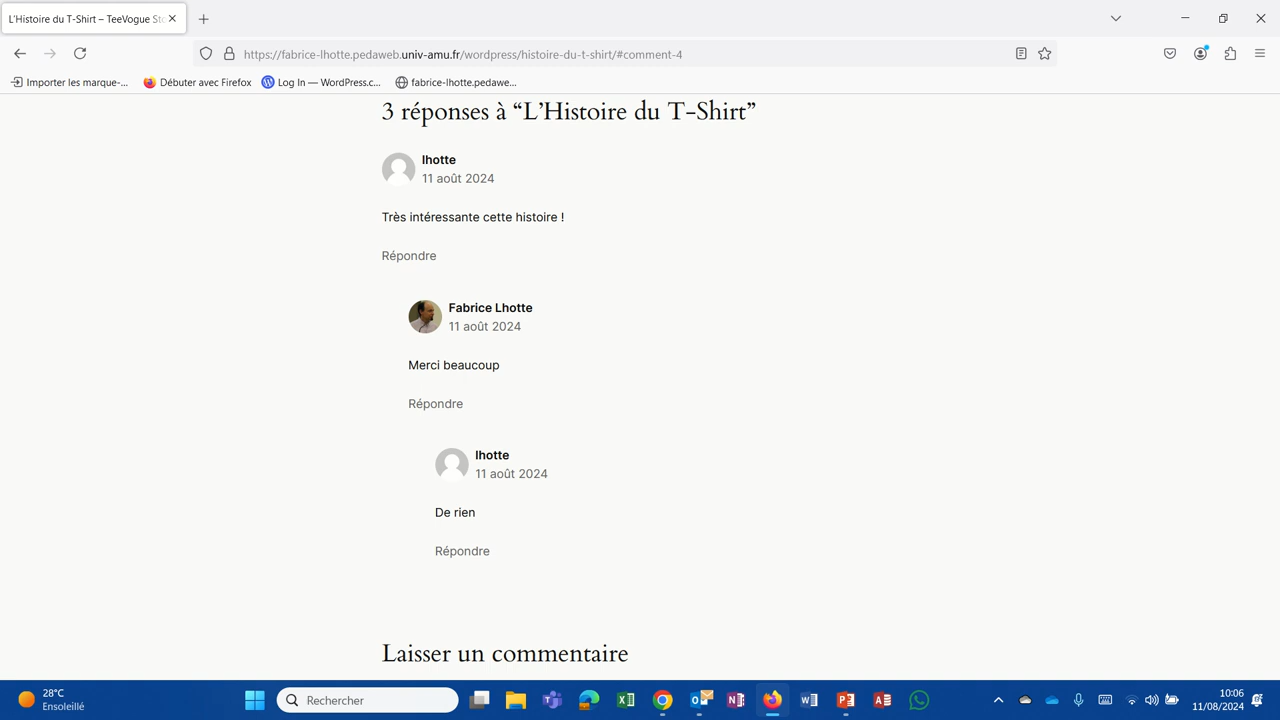 L'Histoire du T-Shirt – TeeVogue Sto
https://fabrice-lhotte.pedaweb.univ-amu.fr/wordpress/histoire-du-t-shirt/#comment-4
Importer les marque-... Débuter avec Firefox Log In — WordPress.c... fabrice-lhotte.pedawe...
3 réponses à “L’Histoire du T-Shirt”
lhotte
11 août 2024
Très intéressante cette histoire !
Répondre
Fabrice Lhotte
11 août 2024
Merci beaucoup
Répondre
lhotte
11 août 2024
De rien
Répondre
Laisser un commentaire
28°C
Ensoleillé
Rechercher
10:06
11/08/2024